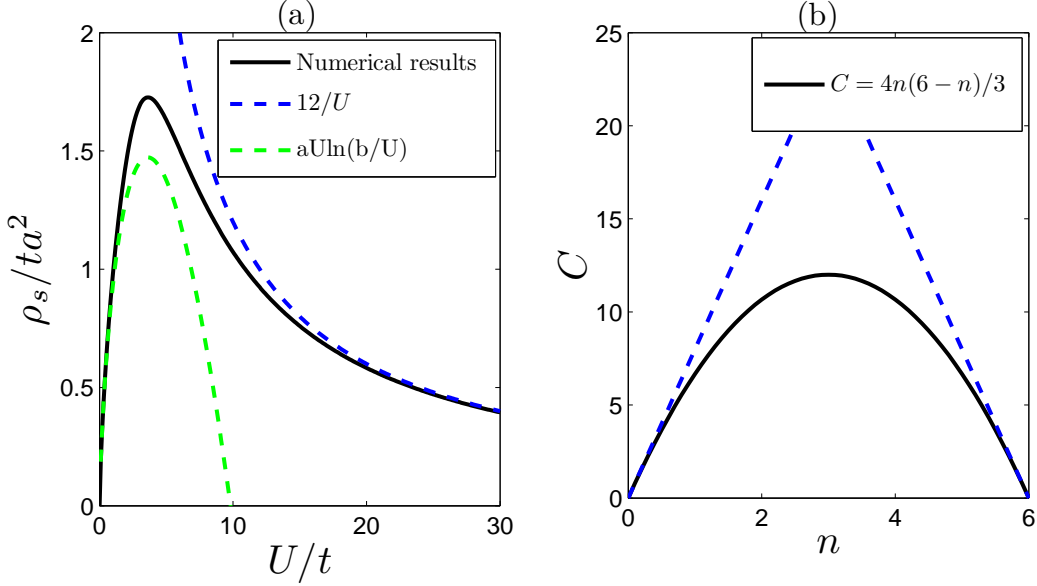 (a)
2
1.5
1
0.5
0
0
10
20
30
ρ_s/ta²
U/t
Numerical results
12/U
aUln(b/U)
(b)
25
20
15
10
5
0
0
2
4
6
C
n
C = 4n(6 − n)/3